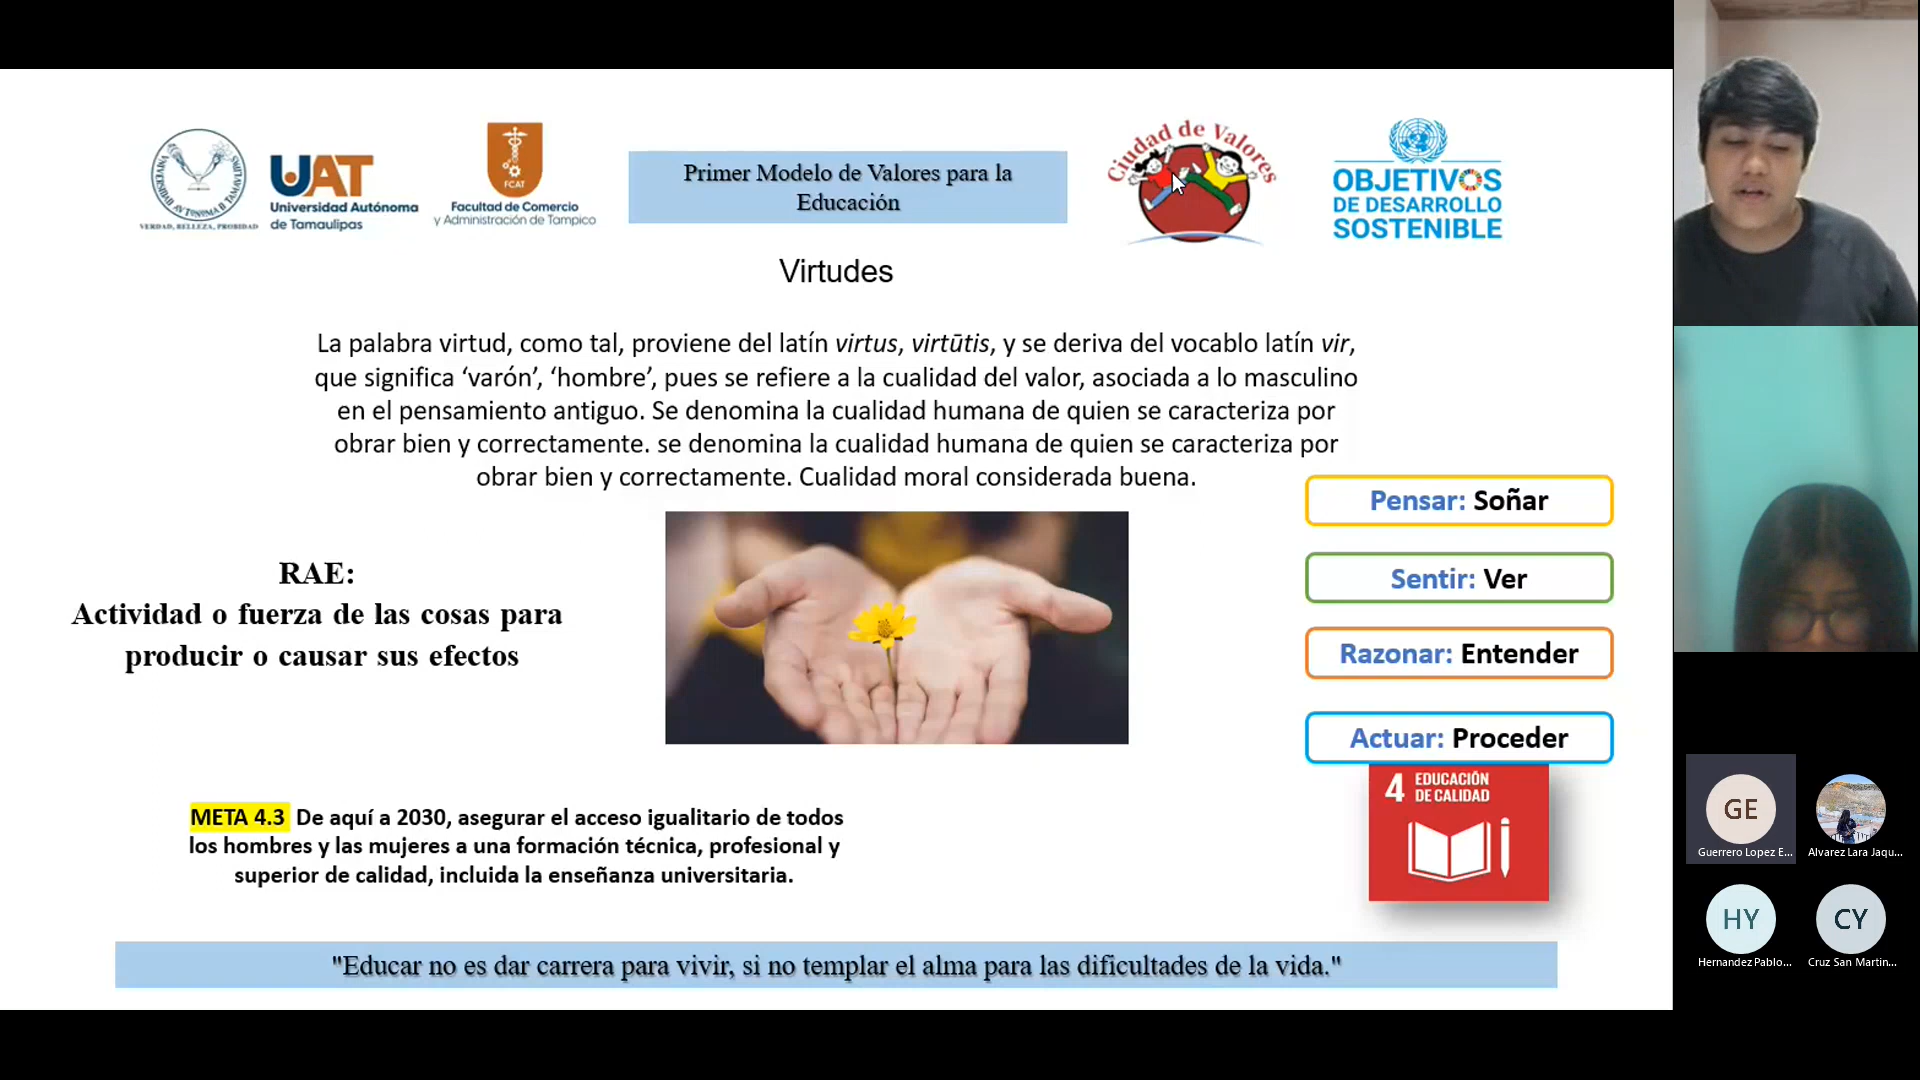 UNIVERSIDAD AUTÓNOMA DE TAMAULIPAS
VERDAD, BELLEZA, PROBIDAD
UAT
Universidad Autónoma
de Tamaulipas
FCAT
Facultad de Comercio
y Administración de Tampico
Primer Modelo de Valores para la
Educación
Ciudad de Valores
OBJETIVOS
DE DESARROLLO
SOSTENIBLE
Virtudes
La palabra virtud, como tal, proviene del latín virtus, virtūtis, y se deriva del vocablo latín vir,
que significa ‘varón’, ‘hombre’, pues se refiere a la cualidad del valor, asociada a lo masculino
en el pensamiento antiguo. Se denomina la cualidad humana de quien se caracteriza por
obrar bien y correctamente. se denomina la cualidad humana de quien se caracteriza por
obrar bien y correctamente. Cualidad moral considerada buena.
RAE:
Actividad o fuerza de las cosas para
producir o causar sus efectos
Pensar: Soñar
Sentir: Ver
Razonar: Entender
Actuar: Proceder
4 EDUCACIÓN
DE CALIDAD
META 4.3 De aquí a 2030, asegurar el acceso igualitario de todos
los hombres y las mujeres a una formación técnica, profesional y
superior de calidad, incluida la enseñanza universitaria.
"Educar no es dar carrera para vivir, si no templar el alma para las dificultades de la vida."
GE
Guerrero Lopez E...
Alvarez Lara Jaqu...
HY
Hernandez Pablo...
CY
Cruz San Martin...